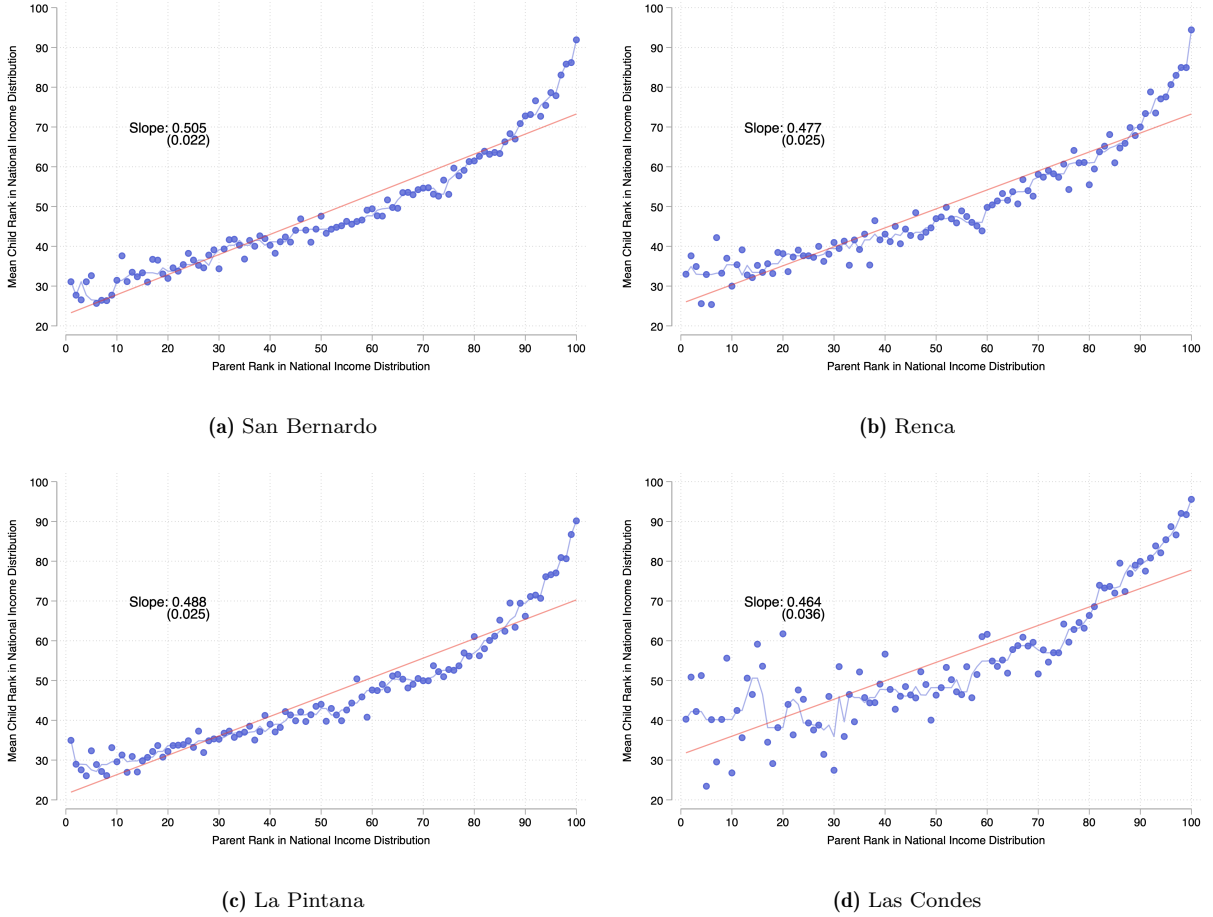 100
90
80
70
60
50
40
30
20
Mean Child Rank in National Income Distribution
Slope: 0.505
(0.022)
0 10 20 30 40 50 60 70 80 90 100
Parent Rank in National Income Distribution
(a) San Bernardo
100
90
80
70
60
50
40
30
20
Mean Child Rank in National Income Distribution
Slope: 0.477
(0.025)
0 10 20 30 40 50 60 70 80 90 100
Parent Rank in National Income Distribution
(b) Renca
100
90
80
70
60
50
40
30
20
Mean Child Rank in National Income Distribution
Slope: 0.488
(0.025)
0 10 20 30 40 50 60 70 80 90 100
Parent Rank in National Income Distribution
(c) La Pintana
100
90
80
70
60
50
40
30
20
Mean Child Rank in National Income Distribution
Slope: 0.464
(0.036)
0 10 20 30 40 50 60 70 80 90 100
Parent Rank in National Income Distribution
(d) Las Condes